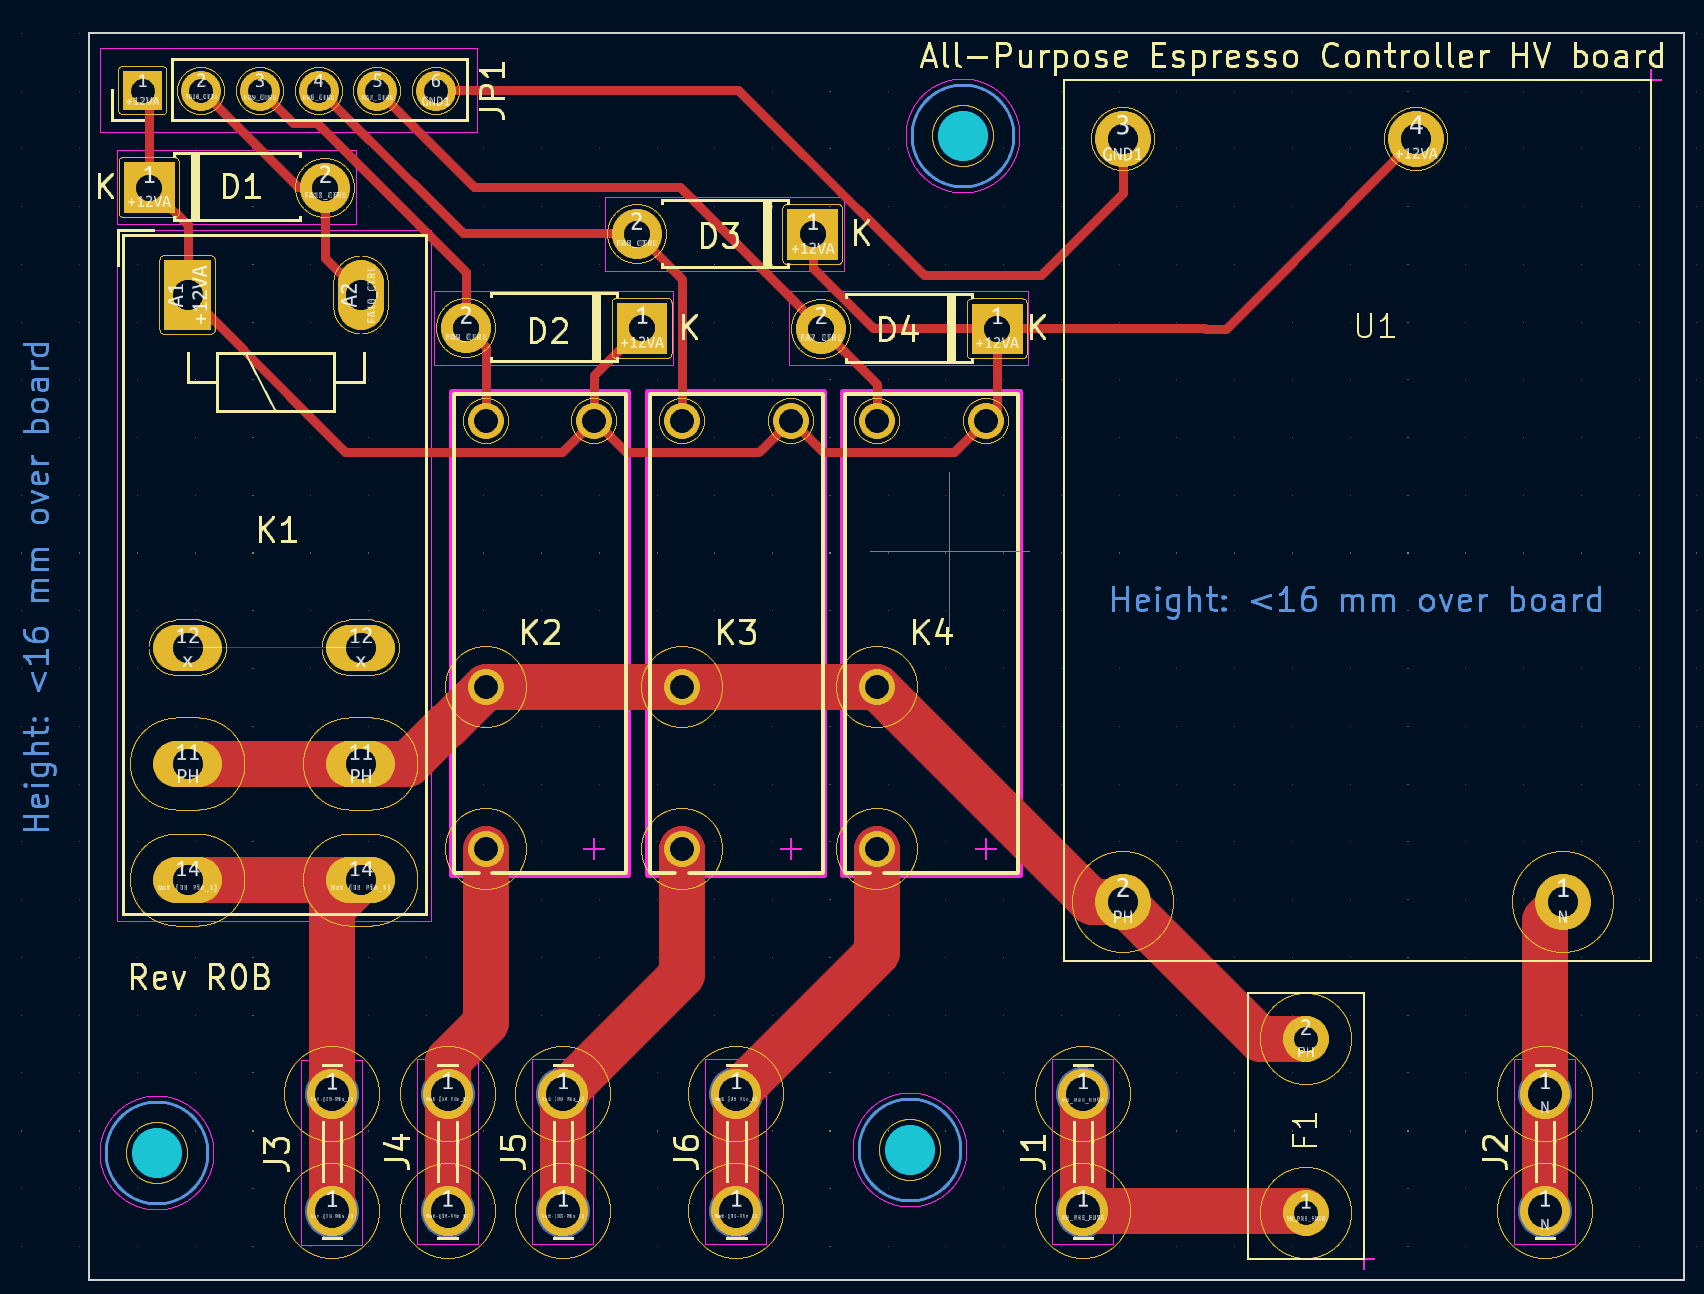 All-Purpose Espresso Controller HV board
JP1
1
+12VA
2
3
4
5
6
GND1
3
GND1
4
+12VA
K
1
+12VA
D1
2
2
D3
1
+12VA
K
A1
+12VA
A2
2
D2
1
+12VA
K
2
D4
1
+12VA
K
U1
Height: <16 mm over board
K1
Height: <16 mm over board
K2
K3
K4
12
x
12
x
11
PH
11
PH
14
14
2
PH
1
N
Rev R0B
2
PH
F1
1
J3
1
1
J4
1
1
J5
1
1
J6
1
1
J1
1
1
J2
1
N
1
N